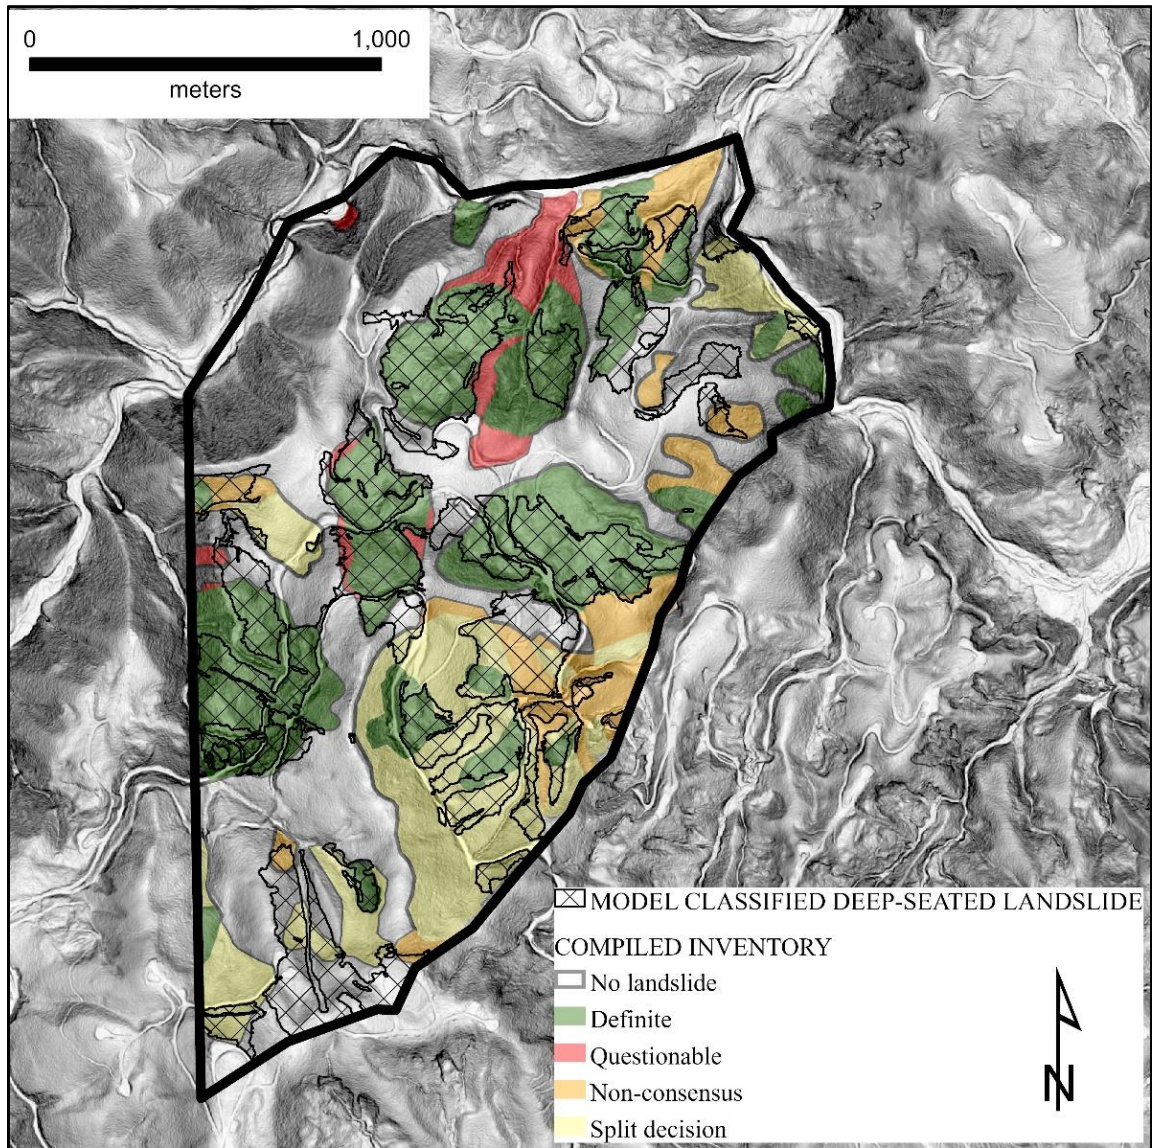 0 1,000
meters
MODEL CLASSIFIED DEEP-SEATED LANDSLIDE
COMPILED INVENTORY
No landslide
Definite
Questionable
Non-consensus
Split decision
N